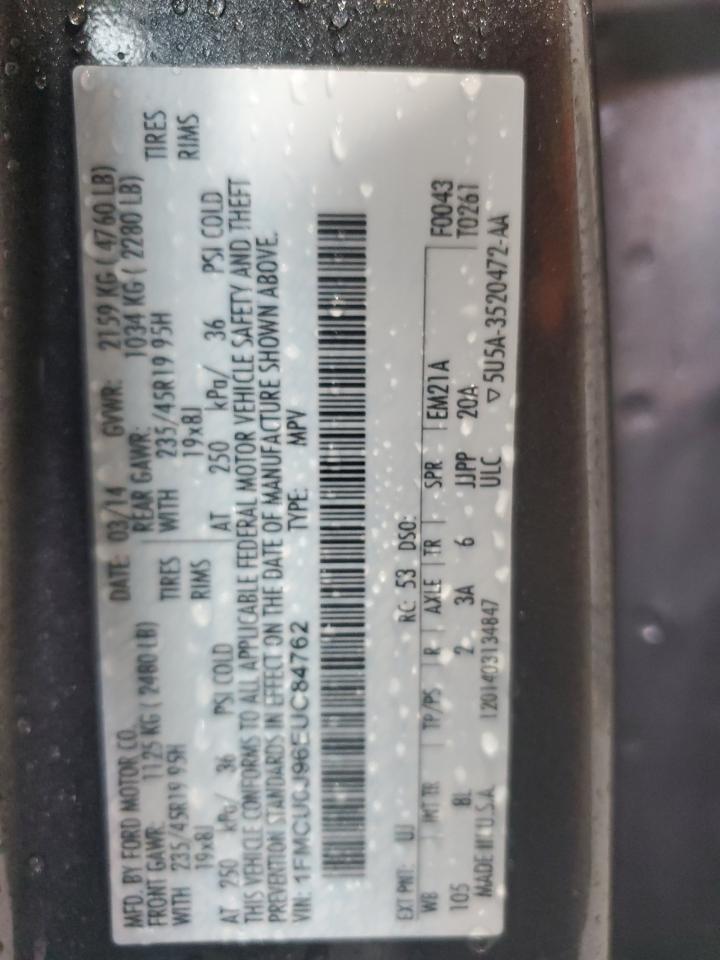 MFD. BY FORD MOTOR CO.
DATE: 03/14 GVWR: 2159 KG ( 4760 LB)
FRONT GAWR: 1125 KG ( 2480 LB) REAR GAWR: 1034 KG ( 2280 LB)
WITH 235/45R19 95H TIRES WITH 235/45R19 95H TIRES
19x8J RIMS 19x8J RIMS
AT 250 kPa/ 36 PSI COLD AT 250 kPa/ 36 PSI COLD
THIS VEHICLE CONFORMS TO ALL APPLICABLE FEDERAL MOTOR VEHICLE SAFETY AND THEFT
PREVENTION STANDARDS IN EFFECT ON THE DATE OF MANUFACTURE SHOWN ABOVE.
VIN: 1FMCU0J96EUC84762 TYPE: MPV
EXT PNT: UJ RC: 53 DSO: F0043
WB INT TR TP/PS R AXLE TR SPR EM21A T0261
105 BL 2 3A 6 JJPP 20A
MADE IN U.S.A. 1201403134847 ULC ▽5U5A-3520472-AA